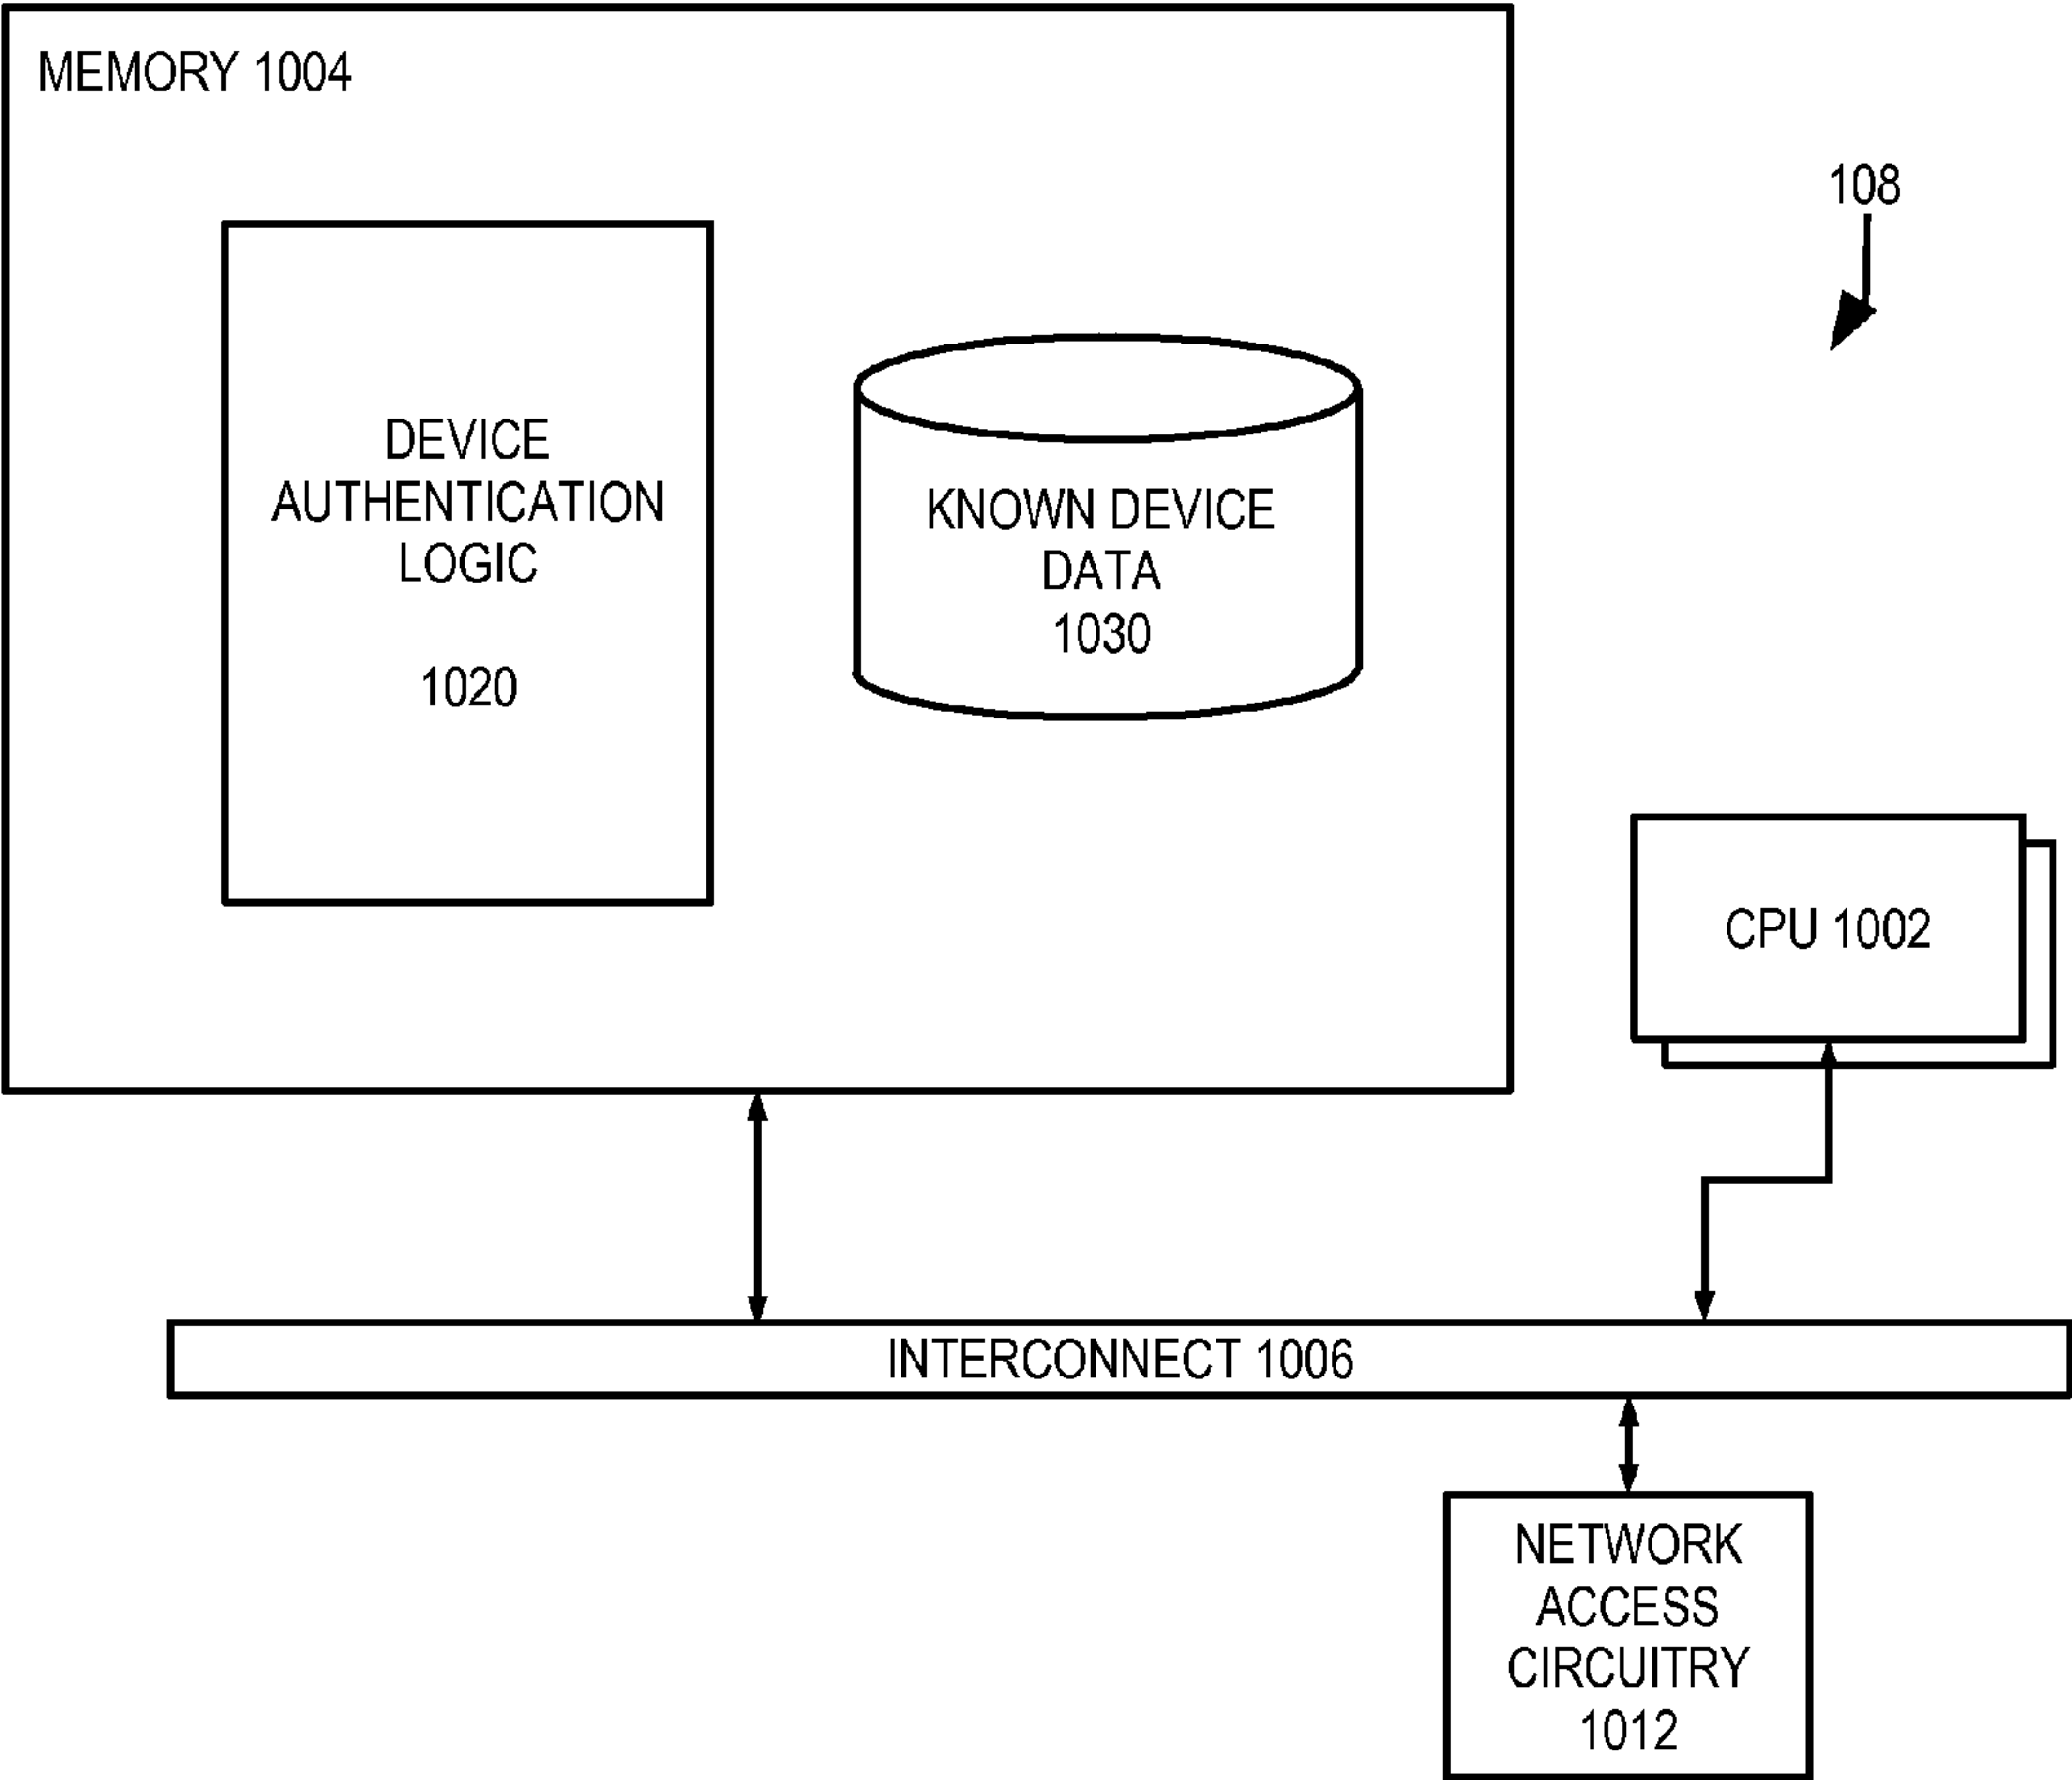 MEMORY 1004
108
DEVICE
AUTHENTICATION
LOGIC
1020
KNOWN DEVICE
DATA
1030
CPU 1002
INTERCONNECT 1006
NETWORK
ACCESS
CIRCUITRY
1012